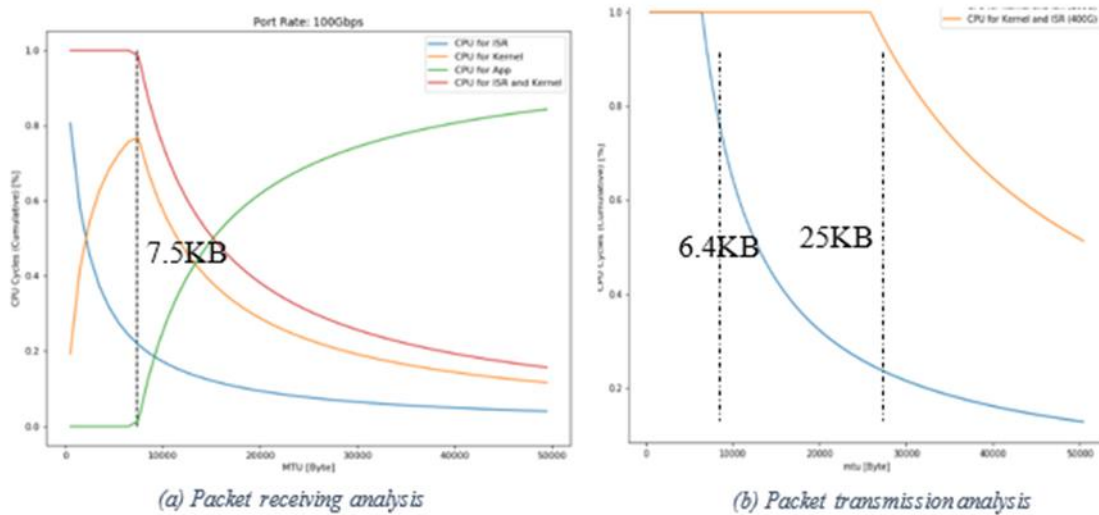 Port Rate: 100Gbps
CPU for ISR
CPU for Kernel
CPU for App
CPU for ISR and Kernel
CPU Cycles (Cumulative) [%]
1.0
0.8
0.6
0.4
0.2
0.0
7.5KB
0
10000
20000
30000
40000
50000
MTU [Byte]
(a) Packet receiving analysis
CPU for Kernel and ISR (400G)
CPU Cycles (Cumulative) [%]
1.0
0.8
0.6
0.4
0.2
6.4KB
25KB
0
10000
20000
30000
40000
50000
mtu [Byte]
(b) Packet transmission analysis